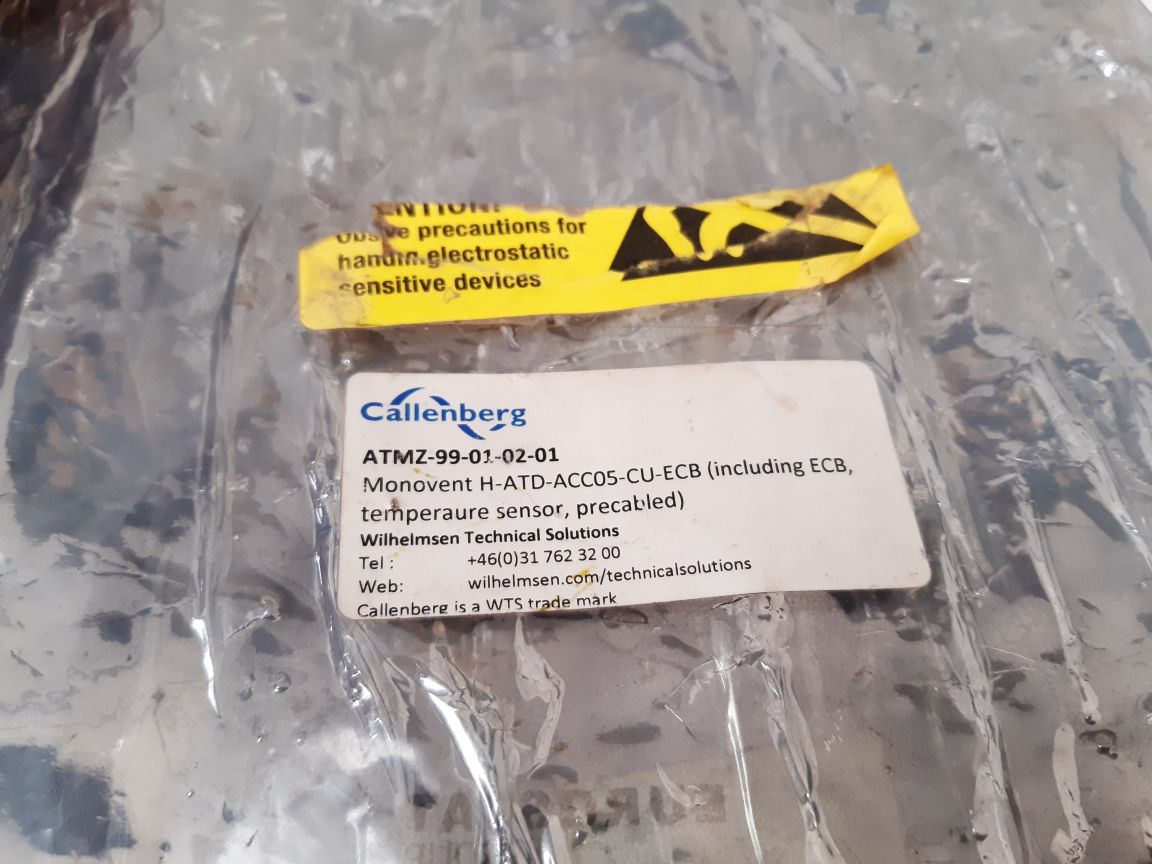 precautions for
electrostatic
sensitive devices
Callenberg
ATMZ-99-01-02-01
Monovent H-ATD-ACC05-CU-ECB (including ECB,
temperaure sensor, precabled)
Wilhelmsen Technical Solutions
Tel : +46(0)31 762 32 00
Web: wilhelmsen.com/technicalsolutions
Callenberg is a WTS trade mark